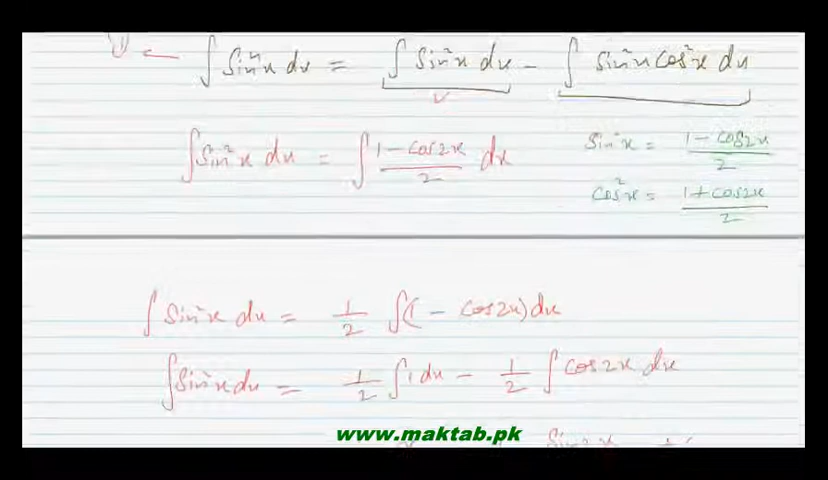 ∫ Sin⁴x dx = ∫ Sin²x dx - ∫ Sin²x Cos²x dx
∫ Sin²x dx = ∫ 1 - Cos2x / 2 dx
Sin²x = 1 - Cos2x / 2
Cos²x = 1 + Cos2x / 2
∫ Sin²x dx = 1/2 ∫(1 - Cos2x) dx
∫ Sin²x dx = 1/2 ∫ 1 dx - 1/2 ∫ Cos2x dx
www.maktab.pk